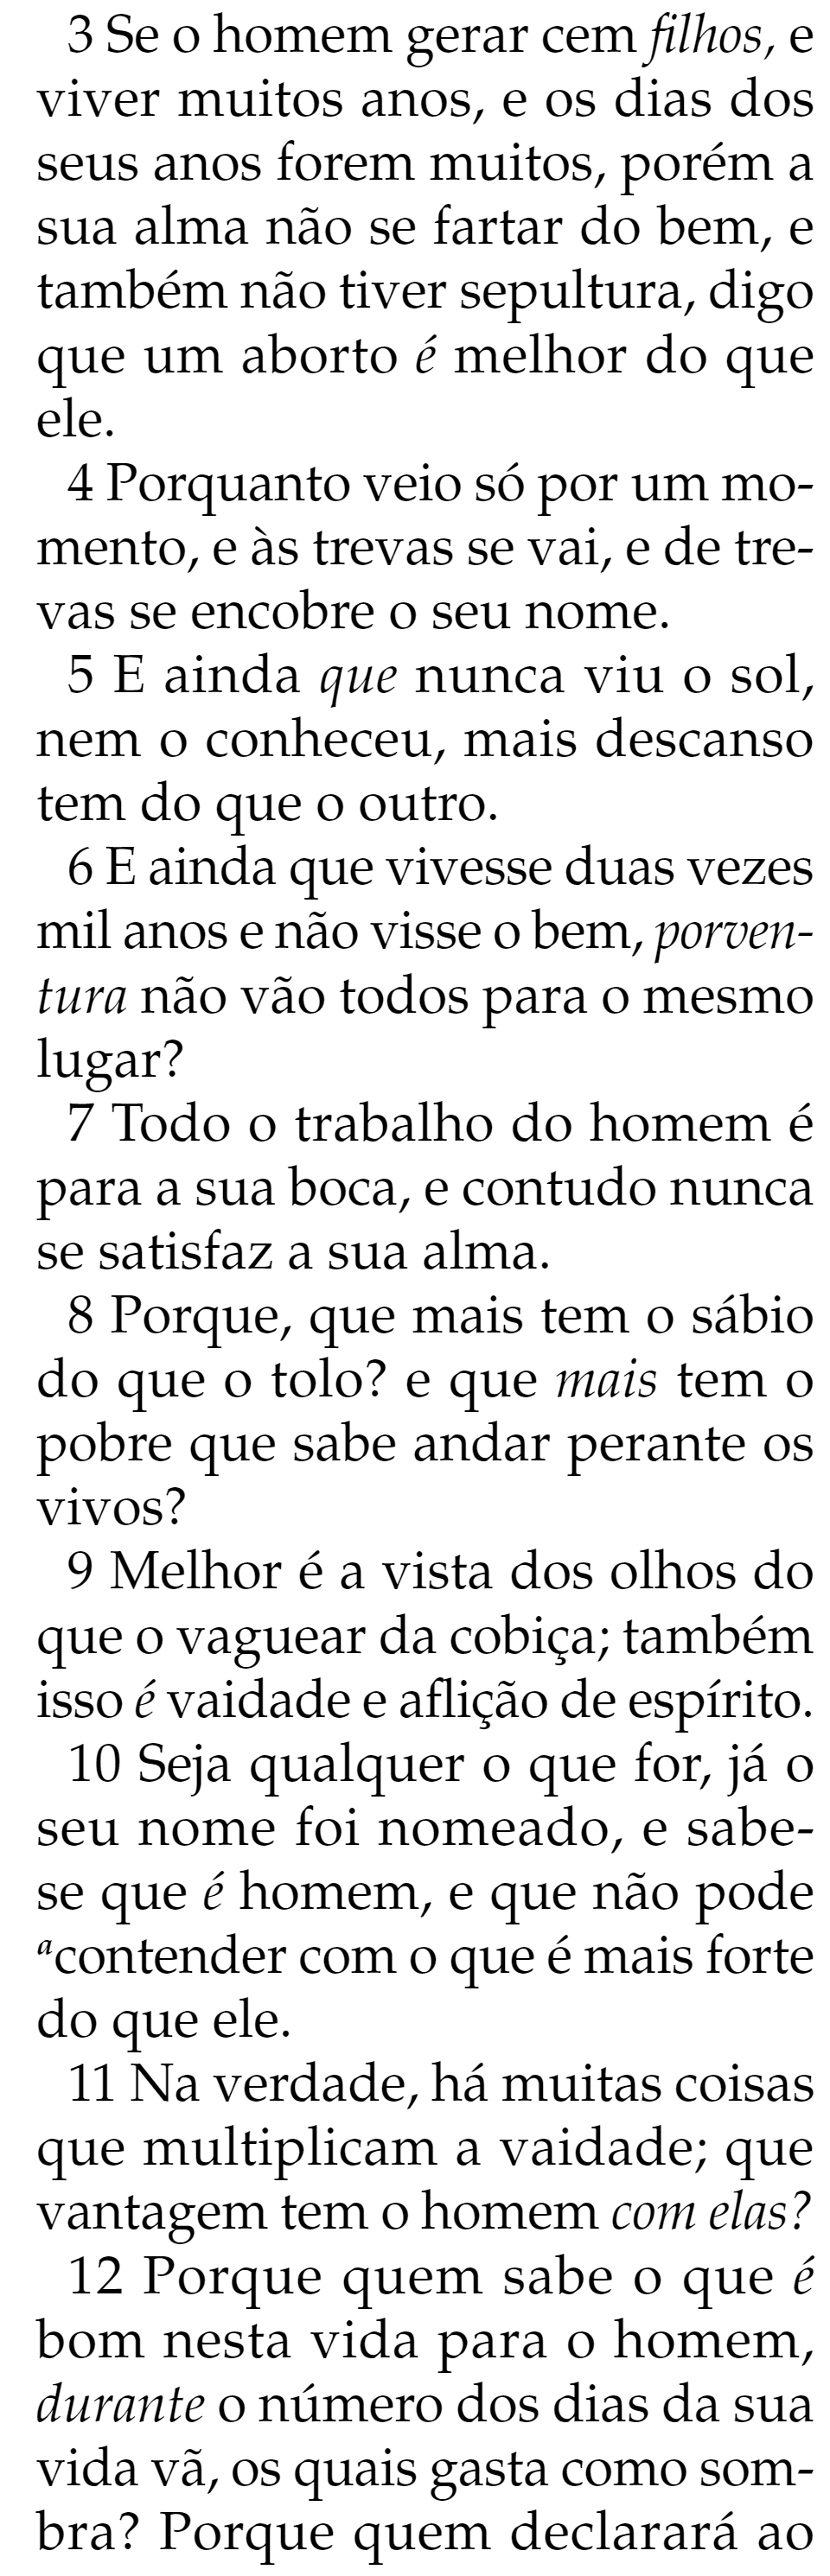 3 Se o homem gerar cem filhos, e
viver muitos anos, e os dias dos
seus anos forem muitos, porém a
sua alma não se fartar do bem, e
também não tiver sepultura, digo
que um aborto é melhor do que
ele.
4 Porquanto veio só por um mo-
mento, e às trevas se vai, e de tre-
vas se encobre o seu nome.
5 E ainda que nunca viu o sol,
nem o conheceu, mais descanso
tem do que o outro.
6 E ainda que vivesse duas vezes
mil anos e não visse o bem, porven-
tura não vão todos para o mesmo
lugar?
7 Todo o trabalho do homem é
para a sua boca, e contudo nunca
se satisfaz a sua alma.
8 Porque, que mais tem o sábio
do que o tolo? e que mais tem o
pobre que sabe andar perante os
vivos?
9 Melhor é a vista dos olhos do
que o vaguear da cobiça; também
isso é vaidade e aflição de espírito.
10 Seja qualquer o que for, já o
seu nome foi nomeado, e sabe-
se que é homem, e que não pode
ᵃcontender com o que é mais forte
do que ele.
11 Na verdade, há muitas coisas
que multiplicam a vaidade; que
vantagem tem o homem com elas?
12 Porque quem sabe o que é
bom nesta vida para o homem,
durante o número dos dias da sua
vida vã, os quais gasta como som-
bra? Porque quem declarará ao